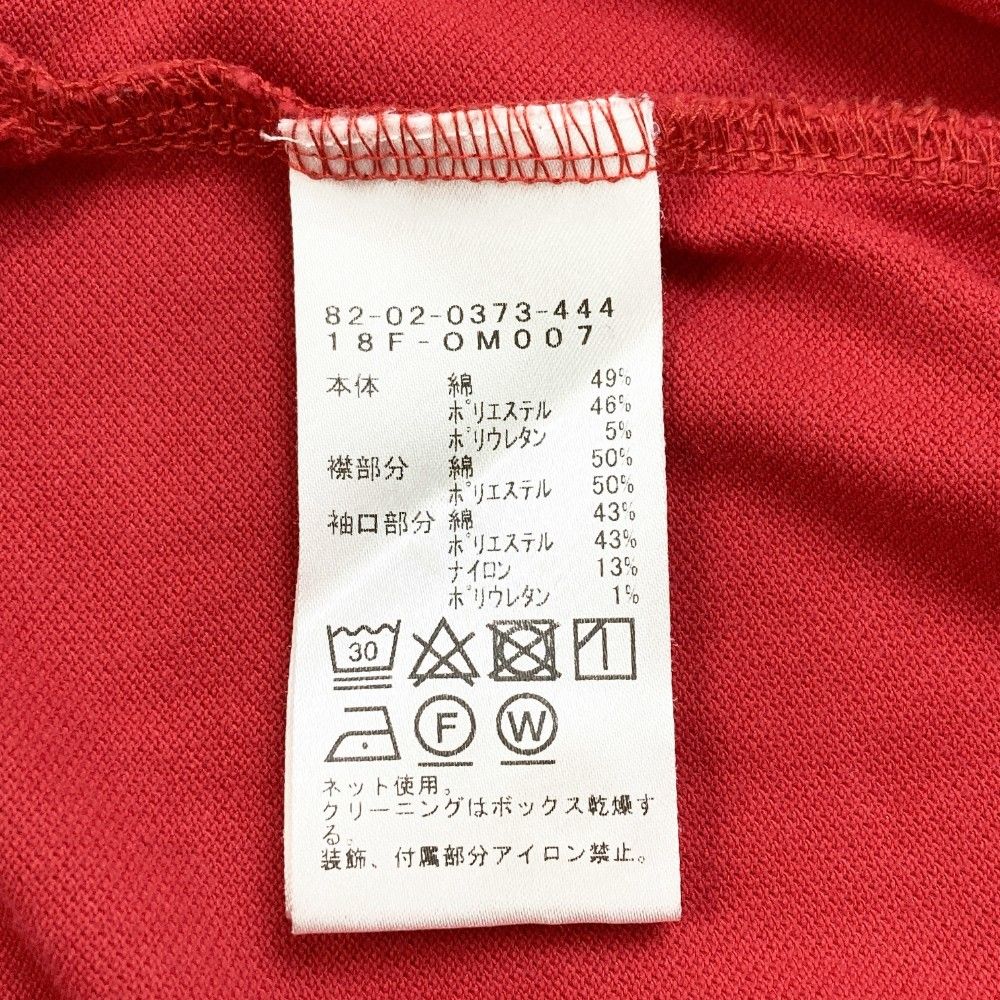 82-02-0373-444
18F-OM007
本体 綿 49%
ポリエステル 46%
ポリウレタン 5%
襟部分 綿 50%
ポリエステル 50%
袖口部分 綿 43%
ポリエステル 43%
ナイロン 13%
ポリウレタン 1%
30
F W
ネット使用。
クリーニングはボックス乾燥す
る。
装飾、付属部分アイロン禁止。